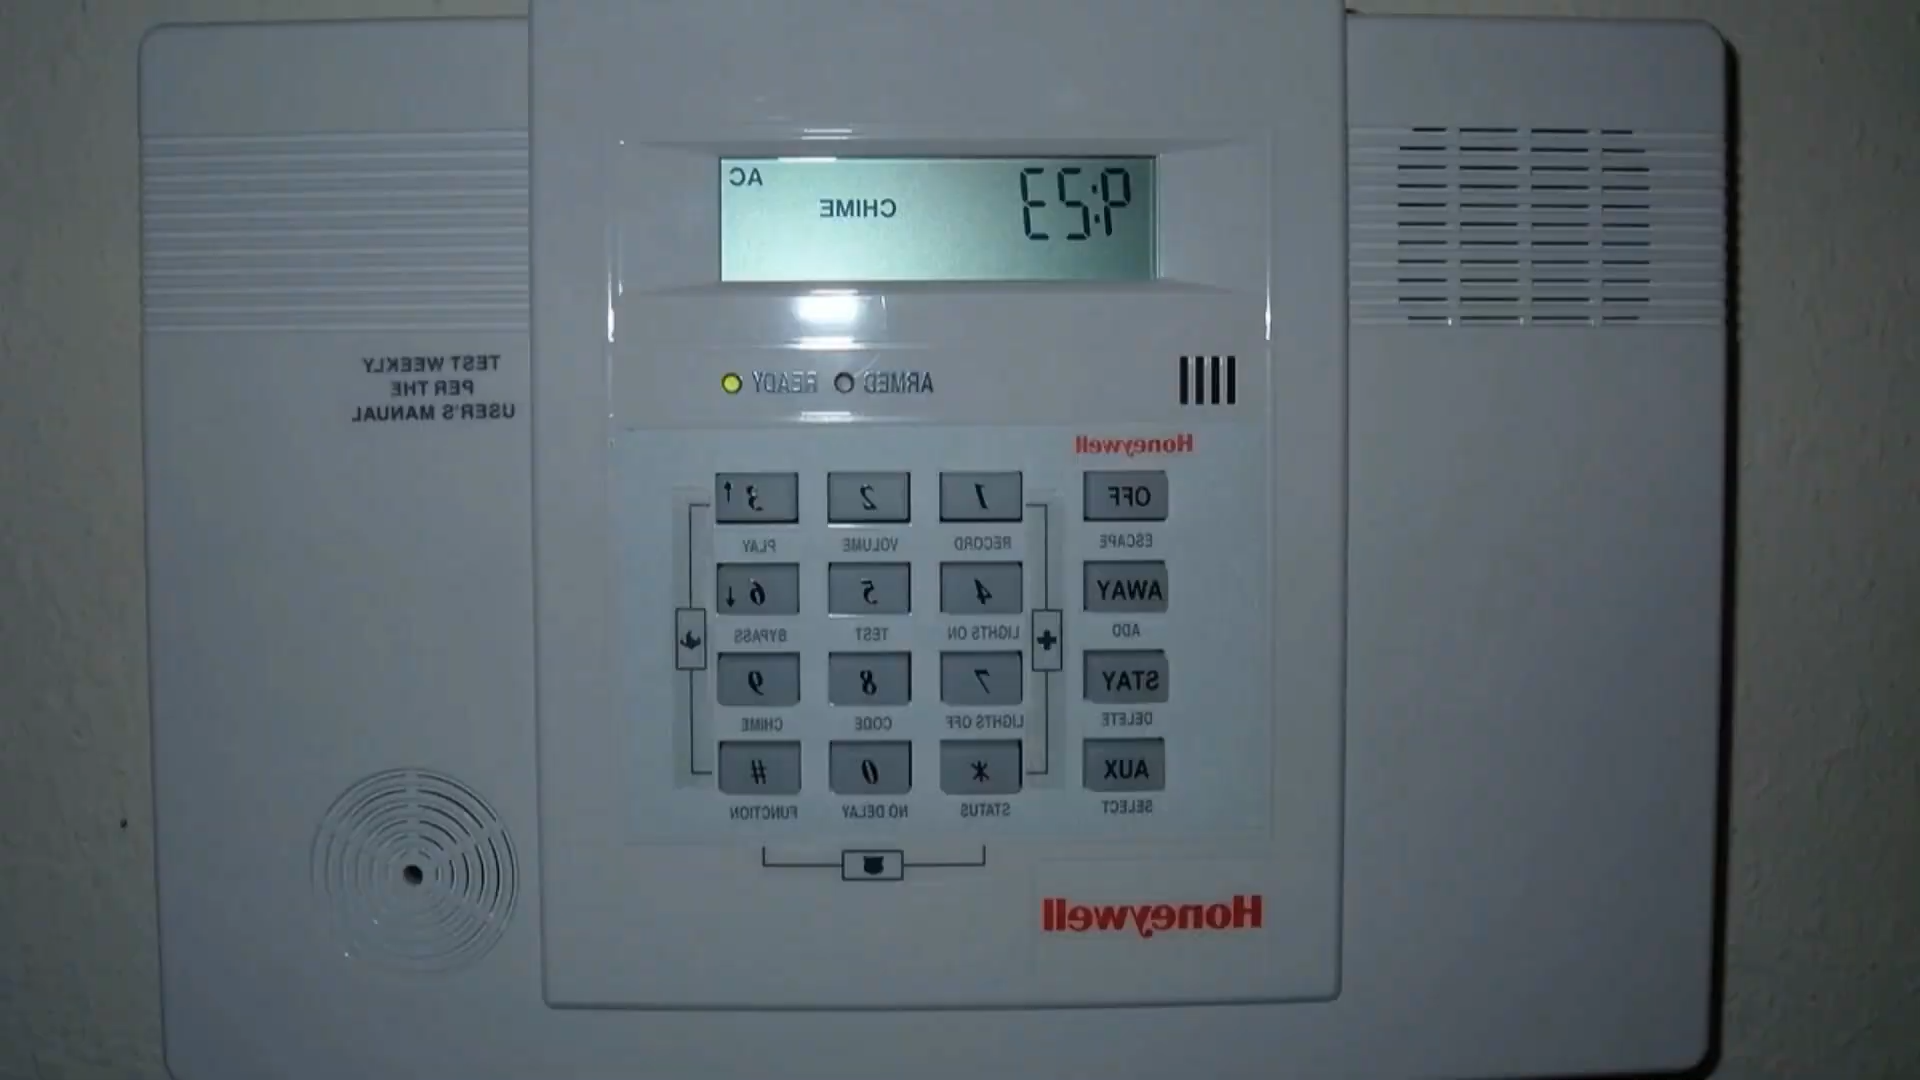 9:23
CHIME
AC
ARMED READY
TEST WEEKLY
PER THE
USER'S MANUAL
Honeywell
OFF 1 2 3 ↑
ESCAPE RECORD VOLUME PLAY
AWAY 4 5 6 ↓
ADD LIGHTS ON TEST BYPASS
STAY 7 8 9
DELETE LIGHTS OFF CODE CHIME
AUX * 0 #
SELECT STATUS NO DELAY FUNCTION
Honeywell